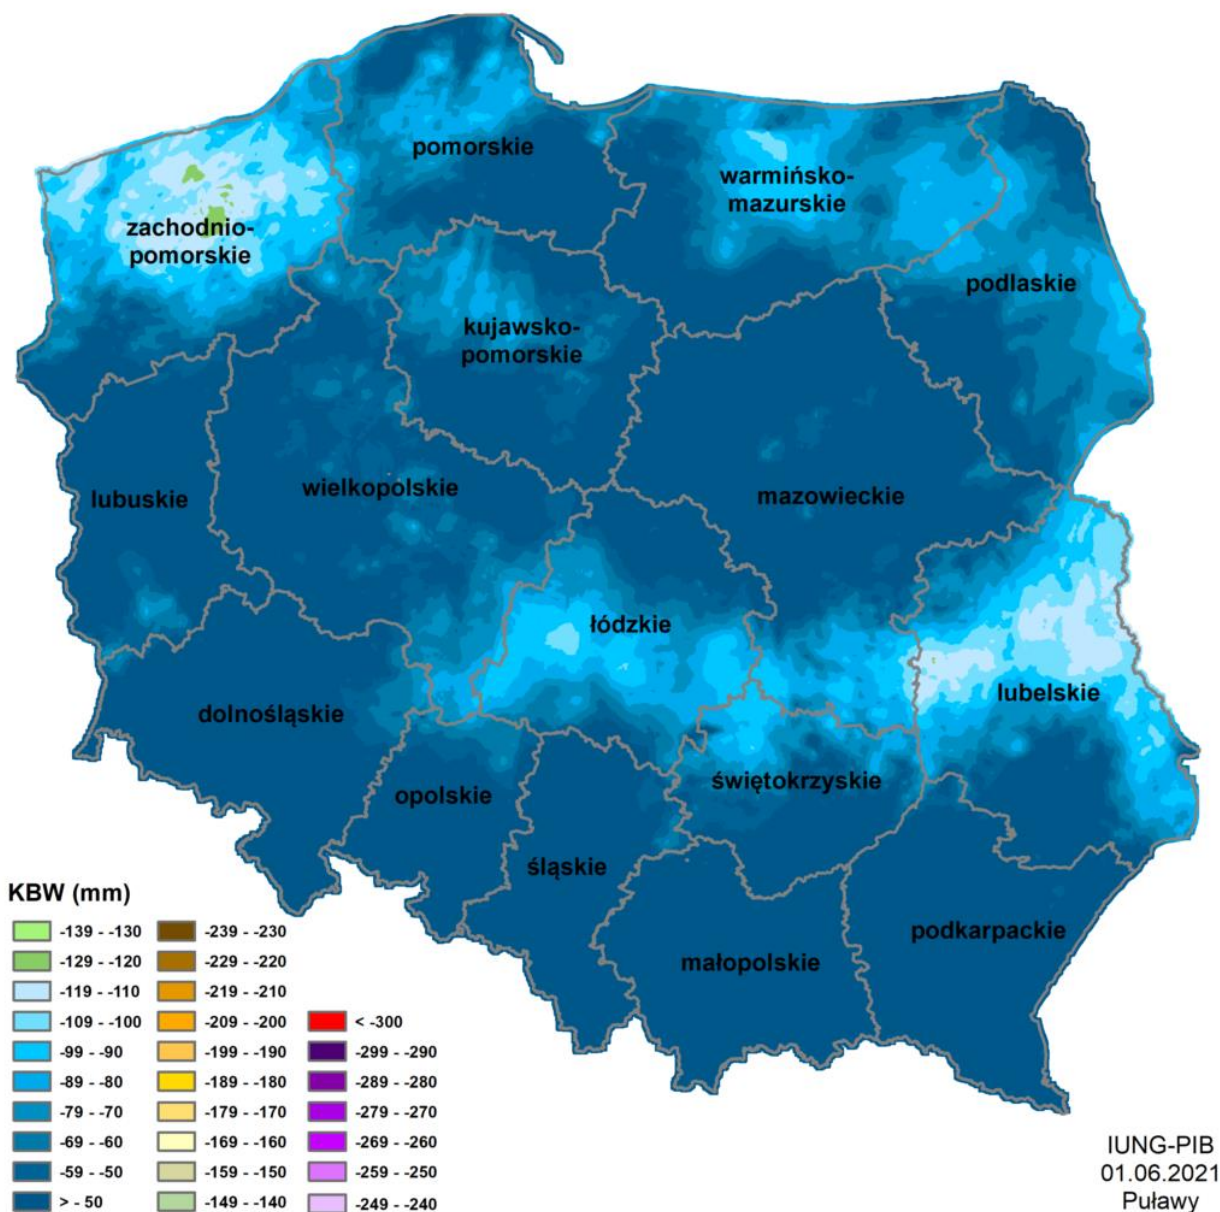 pomorskie
warmińsko-
mazurskie
zachodnio-
pomorskie
podlaskie
kujawsko-
pomorskie
lubuskie
wielkopolskie
mazowieckie
łódzkie
lubelskie
dolnośląskie
opolskie
świętokrzyskie
śląskie
małopolskie
podkarpackie
KBW (mm)
-139 - -130
-129 - -120
-119 - -110
-109 - -100
-99 - -90
-89 - -80
-79 - -70
-69 - -60
-59 - -50
> - 50
-239 - -230
-229 - -220
-219 - -210
-209 - -200
-199 - -190
-189 - -180
-179 - -170
-169 - -160
-159 - -150
-149 - -140
< -300
-299 - -290
-289 - -280
-279 - -270
-269 - -260
-259 - -250
-249 - -240
IUNG-PIB
01.06.2021
Puławy